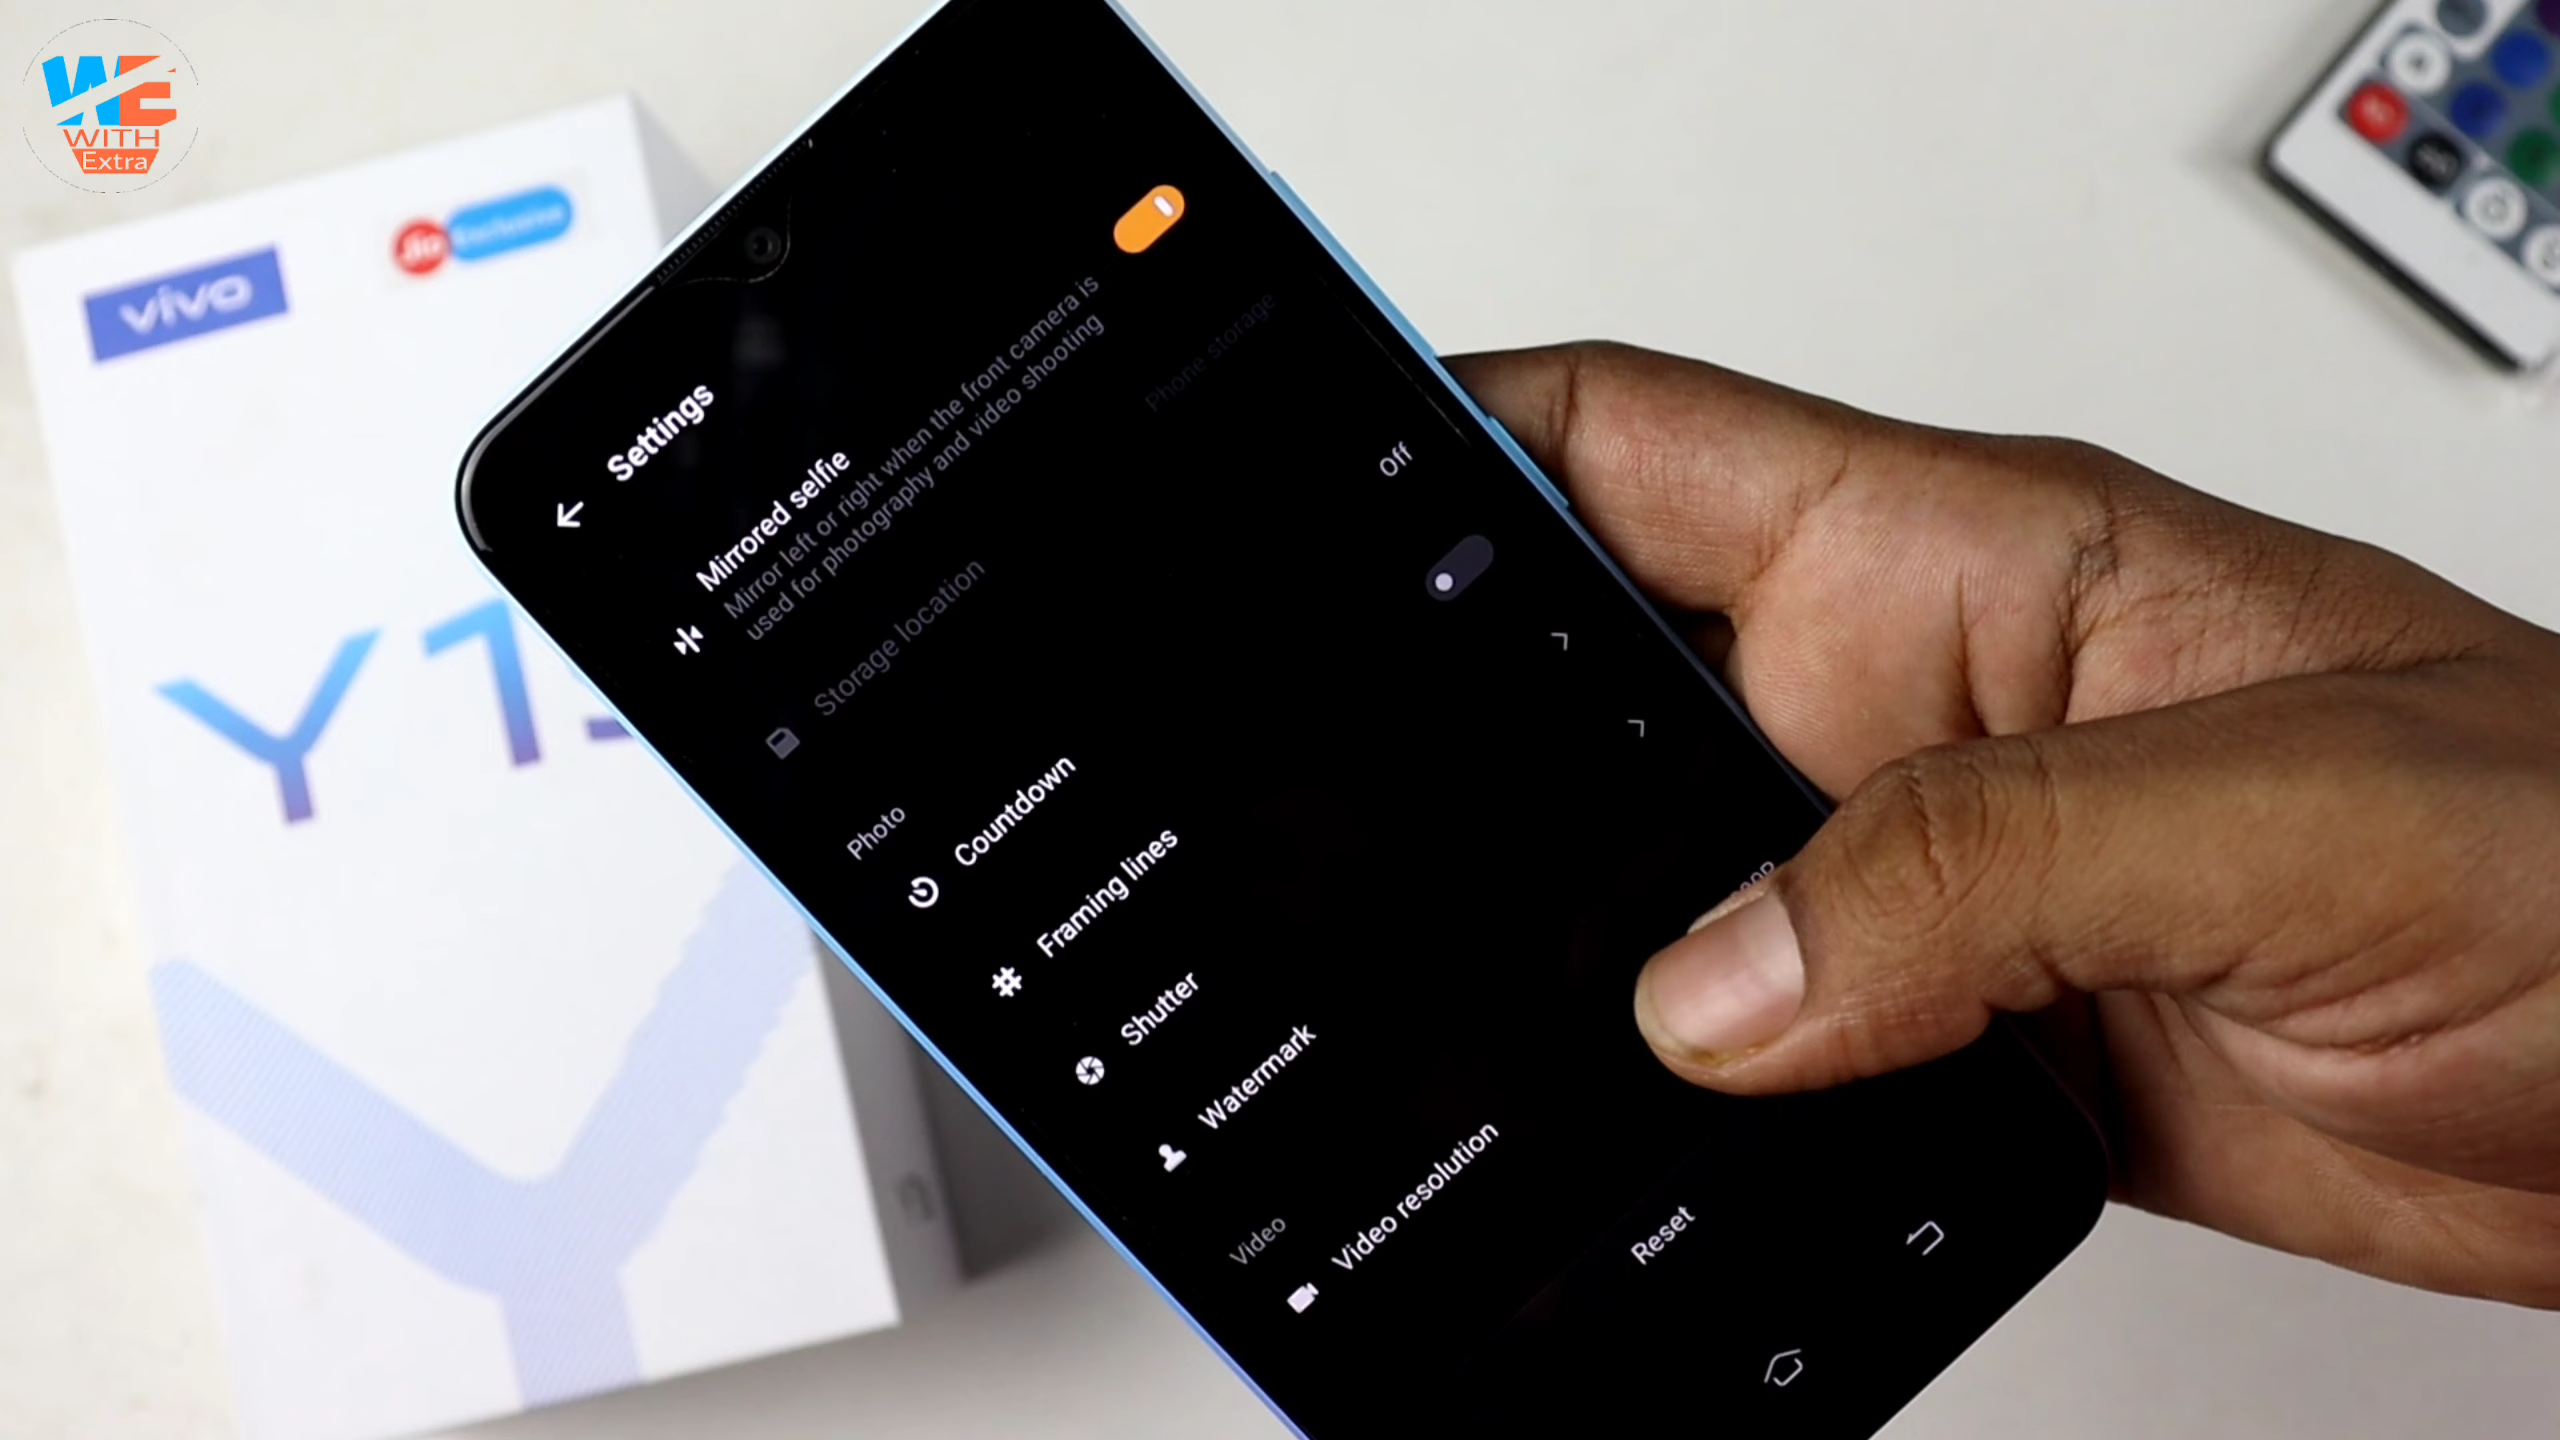 WE
WITH
Extra
vivo
Jio Exclusive
Y1
Settings
Mirrored selfie
Mirror left or right when the front camera is
used for photography and video shooting
Storage location
Phone storage
Photo
Countdown
Off
Framing lines
Shutter
Watermark
Video
Video resolution
Reset